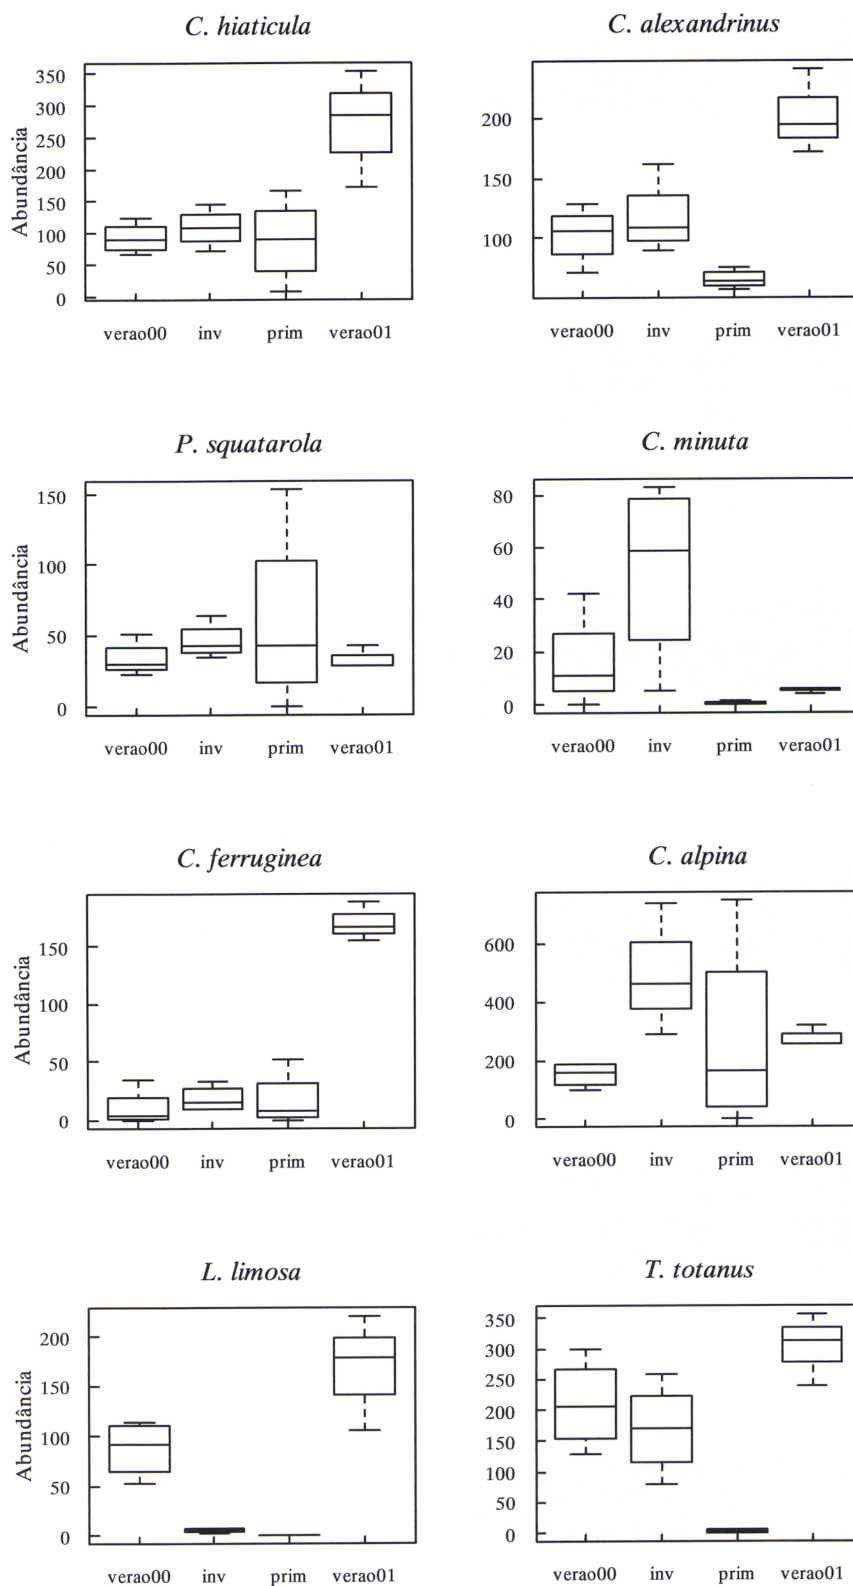 C. hiaticula
C. alexandrinus
Abundância
350
300
250
200
150
100
50
0
verao00 inv prim verao01
200
150
100
verao00 inv prim verao01
P. squatarola
C. minuta
Abundância
150
100
50
0
verao00 inv prim verao01
80
60
40
20
0
verao00 inv prim verao01
C. ferruginea
C. alpina
Abundância
150
100
50
0
verao00 inv prim verao01
600
400
200
0
verao00 inv prim verao01
L. limosa
T. totanus
Abundância
200
150
100
50
0
verao00 inv prim verao01
350
300
250
200
150
100
50
0
verao00 inv prim verao01